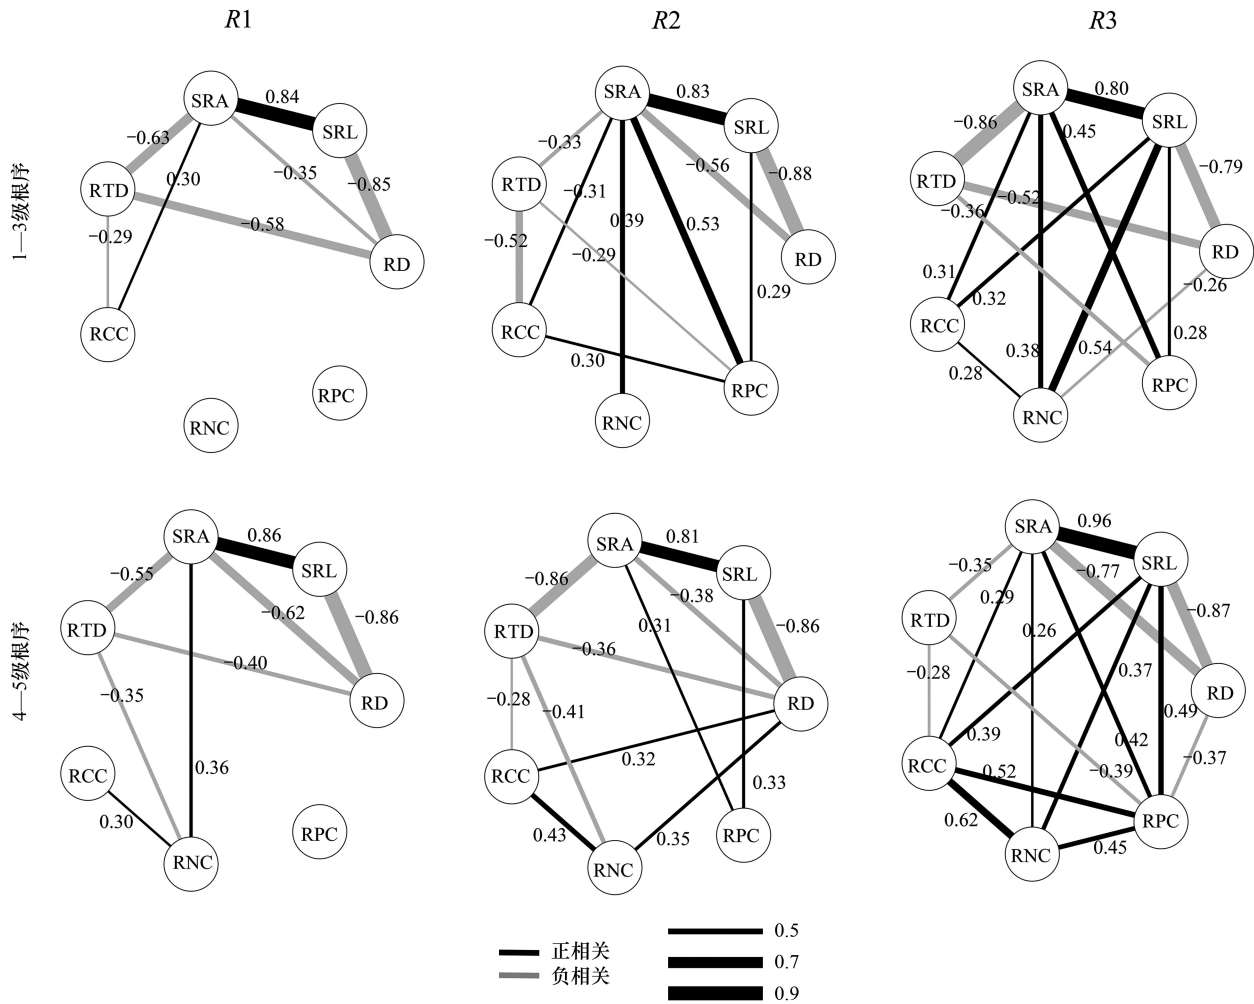 R1
R2
R3
1—3级根序
SRA
0.84
SRL
−0.63
RTD
0.30
−0.35
−0.85
−0.29
−0.58
RD
RCC
RPC
RNC
SRA
0.83
SRL
−0.33
−0.56
−0.88
RTD
−0.31
0.39
0.53
−0.52
−0.29
RD
0.29
RCC
0.30
RPC
RNC
SRA
0.80
SRL
−0.86
0.45
−0.79
RTD
−0.52
−0.36
RD
0.31
0.32
−0.26
RCC
0.38
0.54
0.28
0.28
RPC
RNC
4—5级根序
SRA
0.86
SRL
−0.55
−0.62
−0.86
RTD
−0.40
−0.35
RD
RCC
0.36
0.30
RPC
RNC
SRA
0.81
SRL
−0.86
−0.38
RTD
0.31
−0.86
−0.36
−0.28
−0.41
RD
RCC
0.32
0.33
0.43
0.35
RPC
RNC
SRA
0.96
SRL
−0.35
−0.77
0.29
−0.87
RTD
0.26
−0.28
0.37
RD
0.49
0.39
0.42
RCC
0.52
−0.39
−0.37
0.62
RPC
RNC
0.45
正相关
负相关
0.5
0.7
0.9